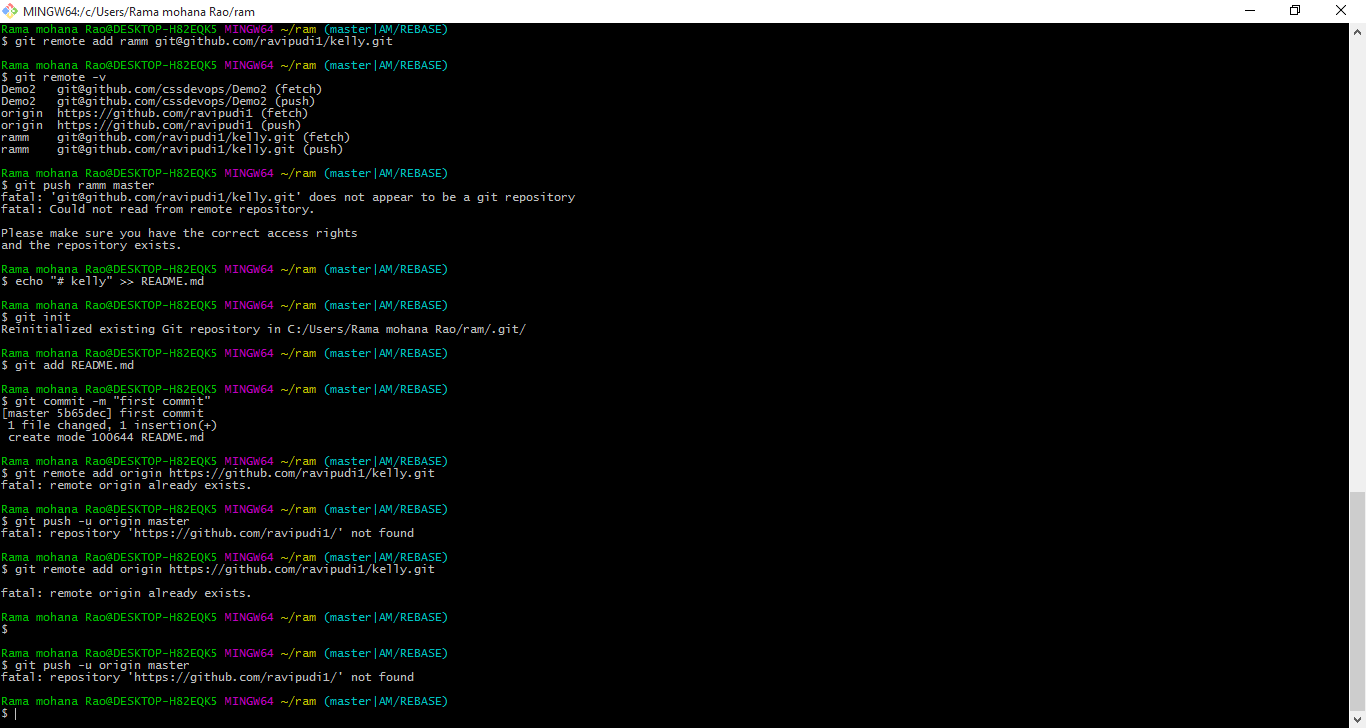 MINGW64:/c/Users/Rama mohana Rao/ram
Rama mohana Rao@DESKTOP-H82EQK5 MINGW64 ~/ram (master|AM/REBASE)
$ git remote add ramm git@github.com/ravipudi1/kelly.git
Rama mohana Rao@DESKTOP-H82EQK5 MINGW64 ~/ram (master|AM/REBASE)
$ git remote -v
Demo2   git@github.com/cssdevops/Demo2 (fetch)
Demo2   git@github.com/cssdevops/Demo2 (push)
origin  https://github.com/ravipudi1 (fetch)
origin  https://github.com/ravipudi1 (push)
ramm    git@github.com/ravipudi1/kelly.git (fetch)
ramm    git@github.com/ravipudi1/kelly.git (push)
Rama mohana Rao@DESKTOP-H82EQK5 MINGW64 ~/ram (master|AM/REBASE)
$ git push ramm master
fatal: 'git@github.com/ravipudi1/kelly.git' does not appear to be a git repository
fatal: Could not read from remote repository.
Please make sure you have the correct access rights
and the repository exists.
Rama mohana Rao@DESKTOP-H82EQK5 MINGW64 ~/ram (master|AM/REBASE)
$ echo "# kelly" >> README.md
Rama mohana Rao@DESKTOP-H82EQK5 MINGW64 ~/ram (master|AM/REBASE)
$ git init
Reinitialized existing Git repository in C:/Users/Rama mohana Rao/ram/.git/
Rama mohana Rao@DESKTOP-H82EQK5 MINGW64 ~/ram (master|AM/REBASE)
$ git add README.md
Rama mohana Rao@DESKTOP-H82EQK5 MINGW64 ~/ram (master|AM/REBASE)
$ git commit -m "first commit"
[master 5b65dec] first commit
 1 file changed, 1 insertion(+)
 create mode 100644 README.md
Rama mohana Rao@DESKTOP-H82EQK5 MINGW64 ~/ram (master|AM/REBASE)
$ git remote add origin https://github.com/ravipudi1/kelly.git
fatal: remote origin already exists.
Rama mohana Rao@DESKTOP-H82EQK5 MINGW64 ~/ram (master|AM/REBASE)
$ git push -u origin master
fatal: repository 'https://github.com/ravipudi1/' not found
Rama mohana Rao@DESKTOP-H82EQK5 MINGW64 ~/ram (master|AM/REBASE)
$ git remote add origin https://github.com/ravipudi1/kelly.git
fatal: remote origin already exists.
Rama mohana Rao@DESKTOP-H82EQK5 MINGW64 ~/ram (master|AM/REBASE)
$
Rama mohana Rao@DESKTOP-H82EQK5 MINGW64 ~/ram (master|AM/REBASE)
$ git push -u origin master
fatal: repository 'https://github.com/ravipudi1/' not found
Rama mohana Rao@DESKTOP-H82EQK5 MINGW64 ~/ram (master|AM/REBASE)
$